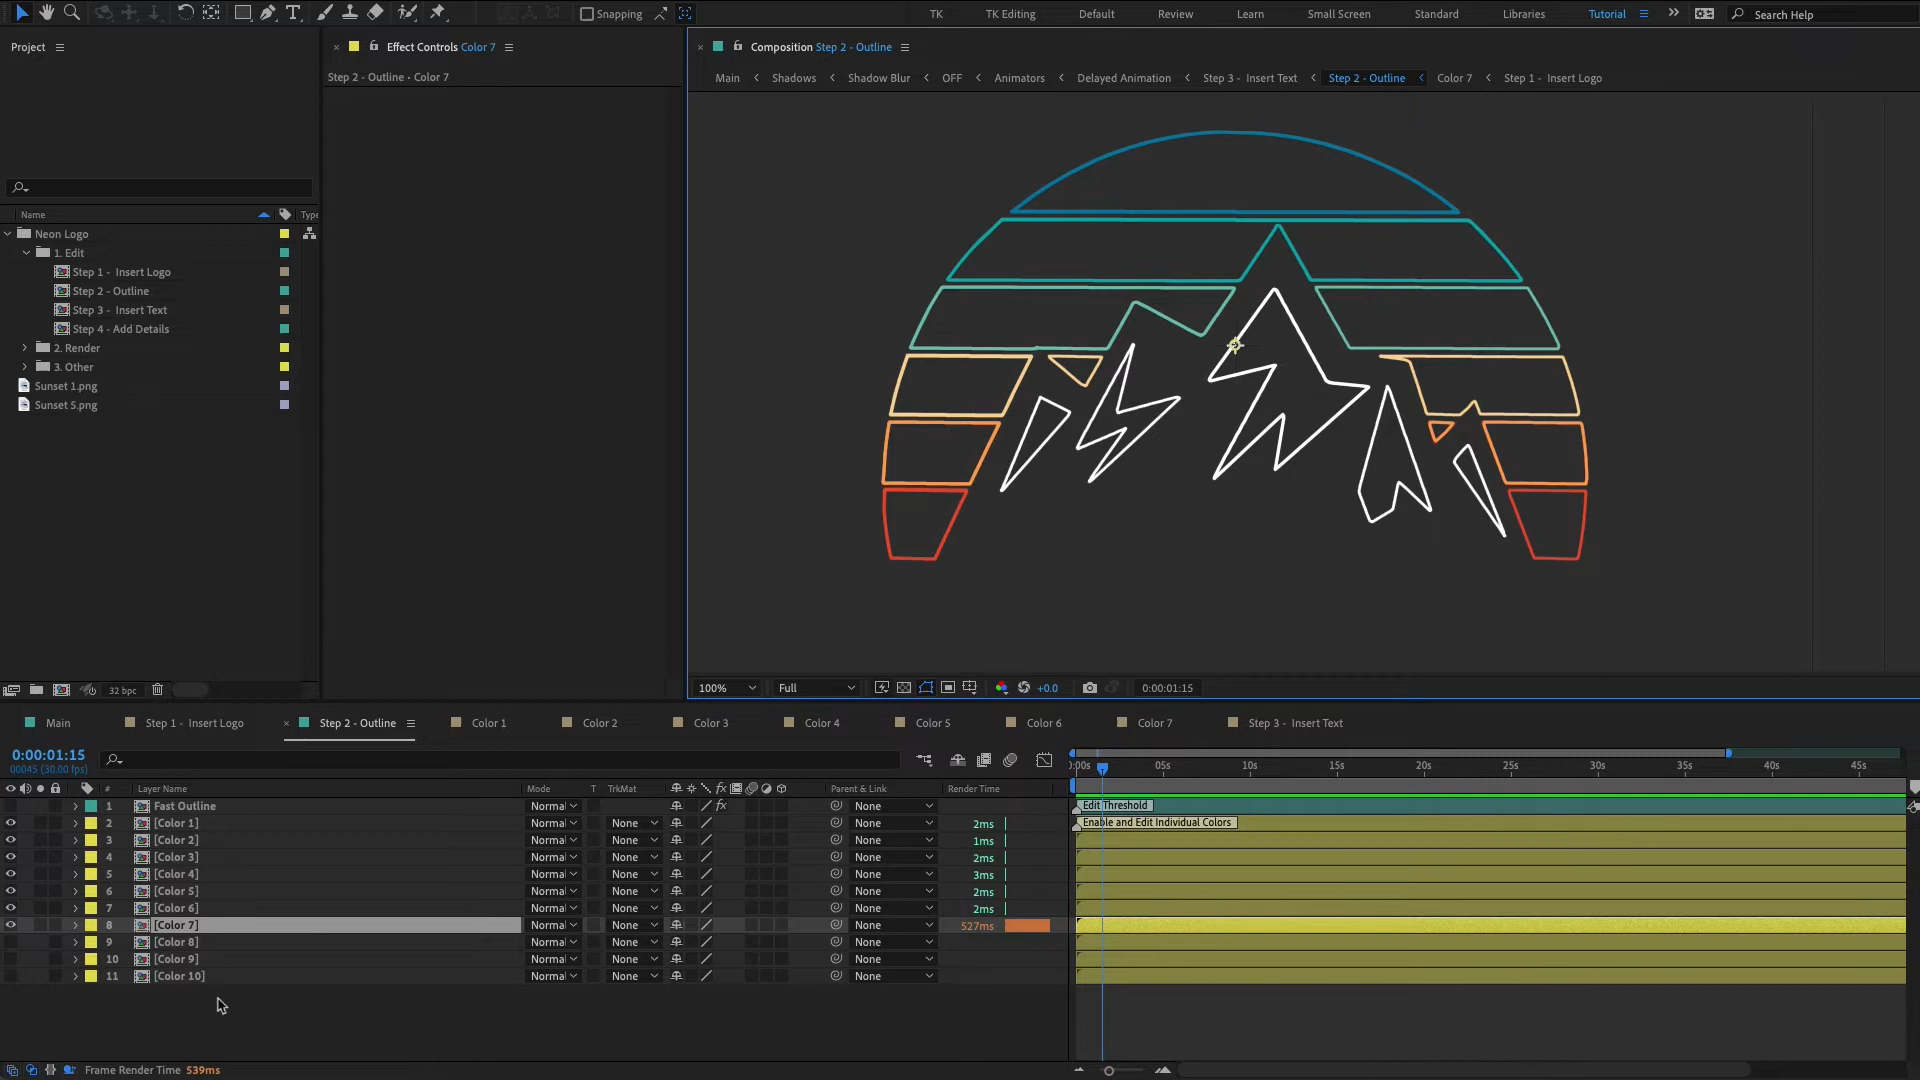 Snapping
TK
TK Editing
Default
Review
Learn
Small Screen
Standard
Libraries
Tutorial
Search Help
Project
Effect Controls Color 7
Step 2 - Outline • Color 7
Composition Step 2 - Outline
Main
Shadows
Shadow Blur
OFF
Animators
Delayed Animation
Step 3 - Insert Text
Step 2 - Outline
Color 7
Step 1 - Insert Logo
Name
Type
Neon Logo
1. Edit
Step 1 - Insert Logo
Step 2 - Outline
Step 3 - Insert Text
Step 4 - Add Details
2. Render
3. Other
Sunset 1.png
Sunset 5.png
32 bpc
100%
Full
+0.0
0:00:01:15
Main
Step 1 - Insert Logo
Step 2 - Outline
Color 1
Color 2
Color 3
Color 4
Color 5
Color 6
Color 7
Step 3 - Insert Text
0:00:01:15
00045 (30.00 fps)
):00s 05s 10s 15s 20s 25s 30s 35s 40s 45s
# Layer Name Mode T TrkMat fx Parent & Link Render Time
1 Fast Outline Normal fx None Edit Threshold
2 [Color 1] Normal None None 2ms Enable and Edit Individual Colors
3 [Color 2] Normal None None 1ms
4 [Color 3] Normal None None 2ms
5 [Color 4] Normal None None 3ms
6 [Color 5] Normal None None 2ms
7 [Color 6] Normal None None 2ms
8 [Color 7] Normal None None 527ms
9 [Color 8] Normal None None
10 [Color 9] Normal None None
11 [Color 10] Normal None None
Frame Render Time 539ms